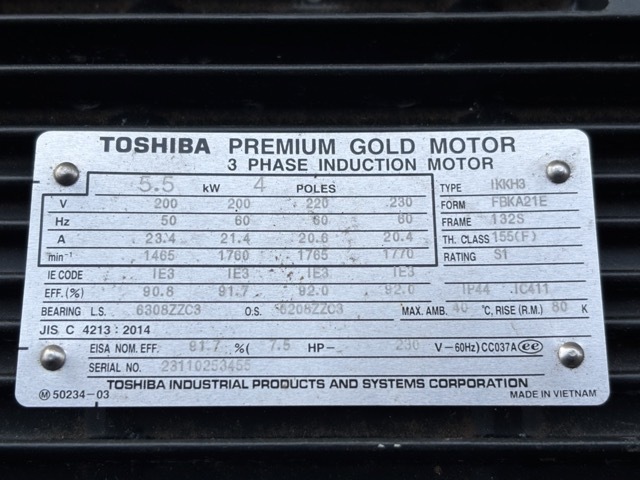 TOSHIBA PREMIUM GOLD MOTOR
3 PHASE INDUCTION MOTOR
5.5 kW 4 POLES TYPE IKKH3
V 200 200 220 230 FORM FBKA21E
Hz 50 60 60 60 FRAME 132S
A 23.4 21.4 20.6 20.4 TH. CLASS 155(F)
min⁻¹ 1465 1760 1765 1770 RATING S1
IE CODE IE3 IE3 IE3 IE3
EFF.(%) 90.8 91.7 92.0 92.0 IP44 IC411
BEARING L.S. 6308ZZC3 O.S. 6208ZZC3 MAX. AMB. 40 °C, RISE (R.M.) 80 K
JIS C 4213 : 2014
EISA NOM. EFF. 91.7 %( 7.5 HP– 230 V–60Hz) CC037A ee
SERIAL NO. 23110253455
TOSHIBA INDUSTRIAL PRODUCTS AND SYSTEMS CORPORATION
Ⓜ 50234–03 MADE IN VIETNAM